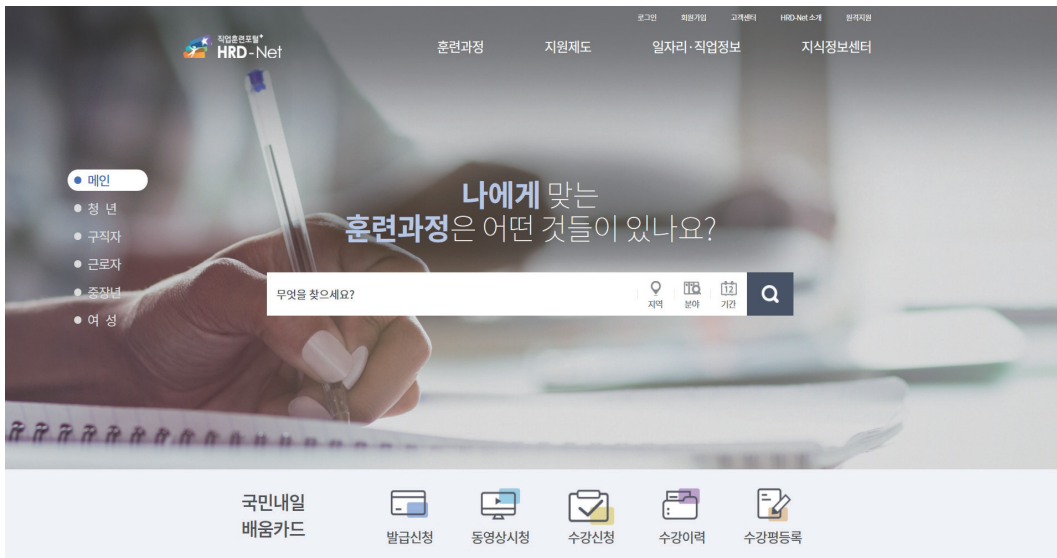 로그인 회원가입 고객센터 HRD-Net 소개 원격지원
직업훈련포털
HRD-Net
훈련과정 지원제도 일자리·직업정보 지식정보센터
메인
청 년
구직자
근로자
중장년
여 성
나에게 맞는
훈련과정은 어떤 것들이 있나요?
무엇을 찾으세요?
지역 분야 12 기간
국민내일
배움카드
발급신청 동영상시청 수강신청 수강이력 수강평등록